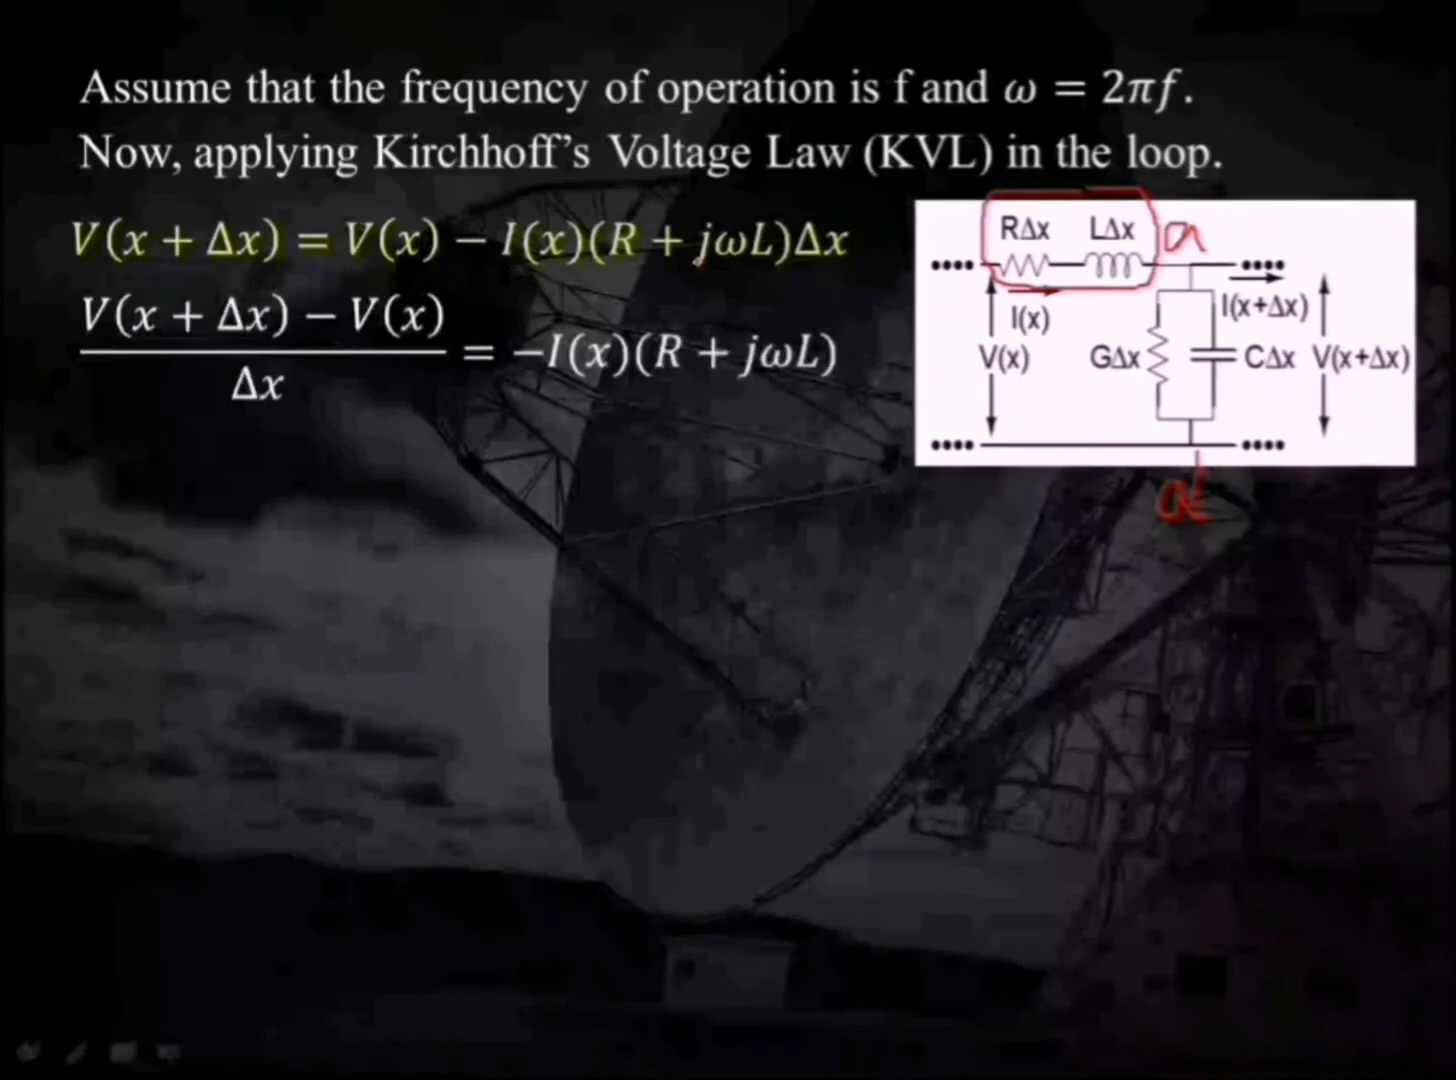 Assume that the frequency of operation is f and ω = 2πf.
Now, applying Kirchhoff’s Voltage Law (KVL) in the loop.
V(x + Δx) = V(x) − I(x)(R + jωL)Δx
V(x + Δx) − V(x)
Δx
= −I(x)(R + jωL)
RΔx LΔx
a
I(x)
I(x+Δx)
V(x) GΔx CΔx V(x+Δx)